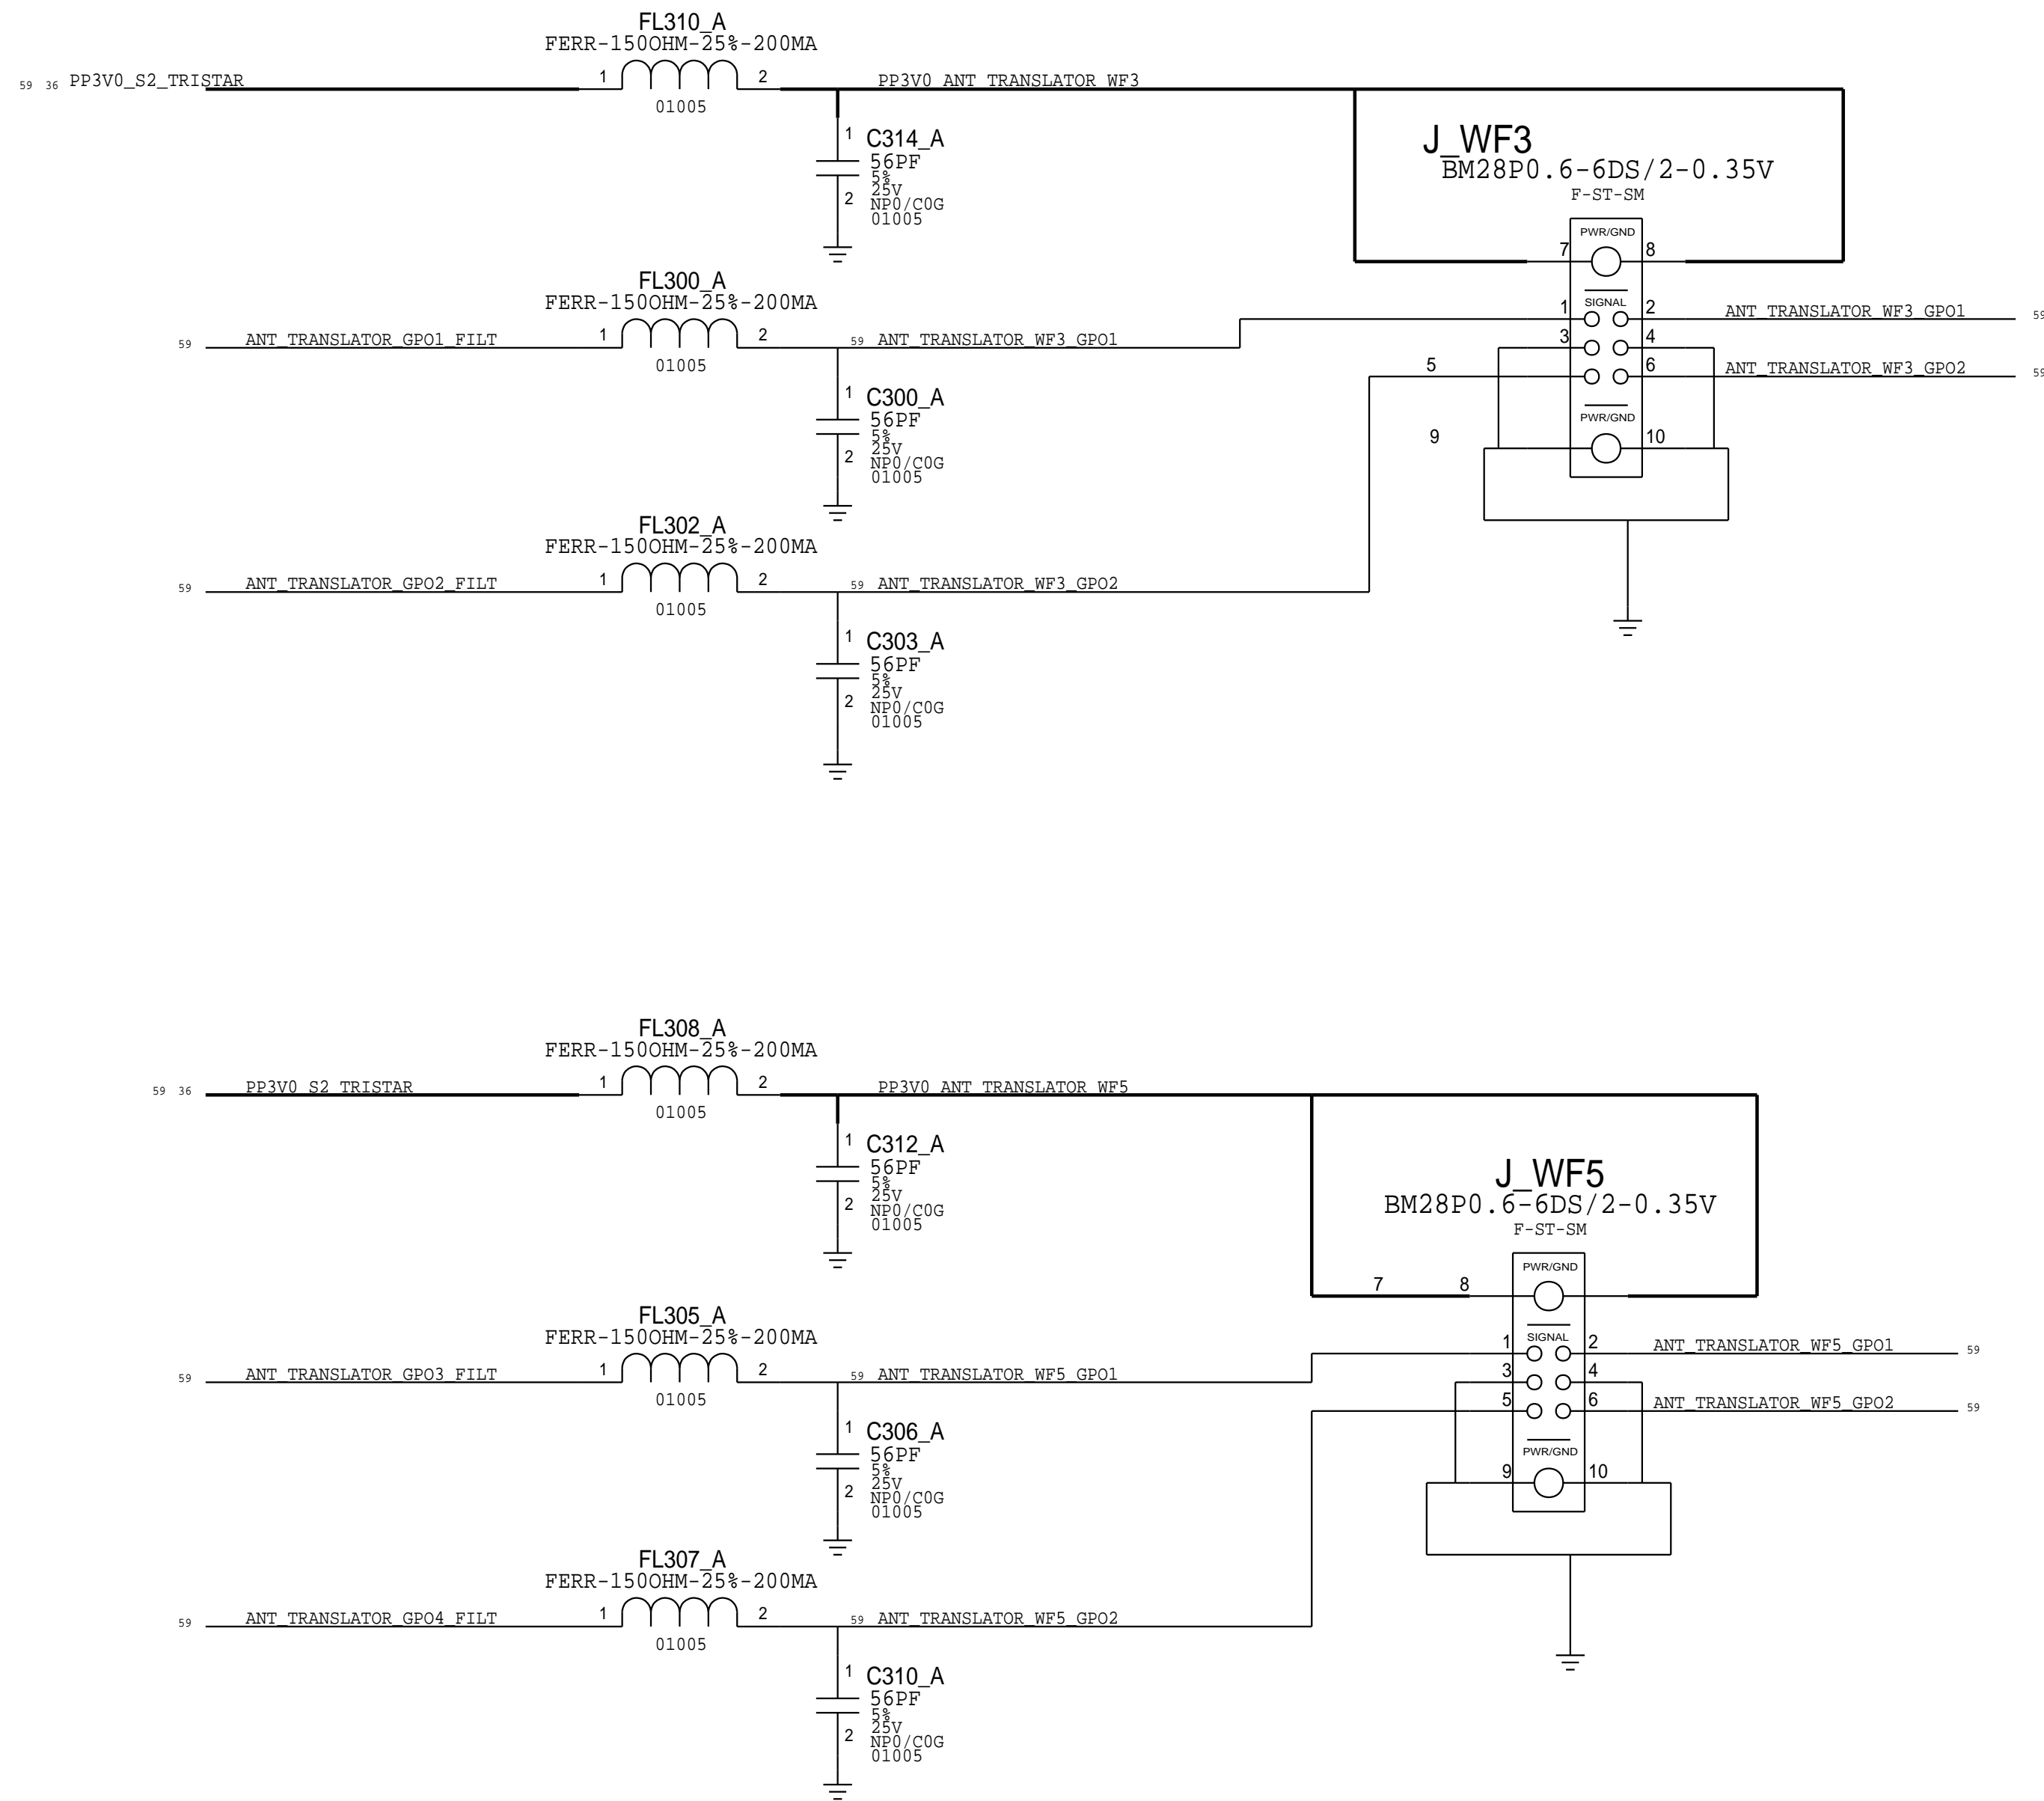 FL310_A
FERR-150OHM-25%-200MA
59 36 PP3V0_S2_TRISTAR
1 2
PP3V0_ANT_TRANSLATOR_WF3
01005
1 C314_A
56PF
5%
25V
2 NP0/C0G
01005
J_WF3
BM28P0.6-6DS/2-0.35V
F-ST-SM
PWR/GND
7 8
FL300_A
FERR-150OHM-25%-200MA
59 ANT_TRANSLATOR_GPO1_FILT
1 2
59 ANT_TRANSLATOR_WF3_GPO1
01005
1 SIGNAL 2 ANT_TRANSLATOR_WF3_GPO1 59
3 4
5 6 ANT_TRANSLATOR_WF3_GPO2 59
PWR/GND
9 10
1 C300_A
56PF
5%
25V
2 NP0/C0G
01005
FL302_A
FERR-150OHM-25%-200MA
59 ANT_TRANSLATOR_GPO2_FILT
1 2
59 ANT_TRANSLATOR_WF3_GPO2
01005
1 C303_A
56PF
5%
25V
2 NP0/C0G
01005
FL308_A
FERR-150OHM-25%-200MA
59 36 PP3V0_S2_TRISTAR
1 2
PP3V0_ANT_TRANSLATOR_WF5
01005
1 C312_A
56PF
5%
25V
2 NP0/C0G
01005
J_WF5
BM28P0.6-6DS/2-0.35V
F-ST-SM
PWR/GND
7 8
FL305_A
FERR-150OHM-25%-200MA
59 ANT_TRANSLATOR_GPO3_FILT
1 2
59 ANT_TRANSLATOR_WF5_GPO1
01005
1 SIGNAL 2 ANT_TRANSLATOR_WF5_GPO1 59
3 4
5 6 ANT_TRANSLATOR_WF5_GPO2 59
PWR/GND
9 10
1 C306_A
56PF
5%
25V
2 NP0/C0G
01005
FL307_A
FERR-150OHM-25%-200MA
59 ANT_TRANSLATOR_GPO4_FILT
1 2
59 ANT_TRANSLATOR_WF5_GPO2
01005
1 C310_A
56PF
5%
25V
2 NP0/C0G
01005